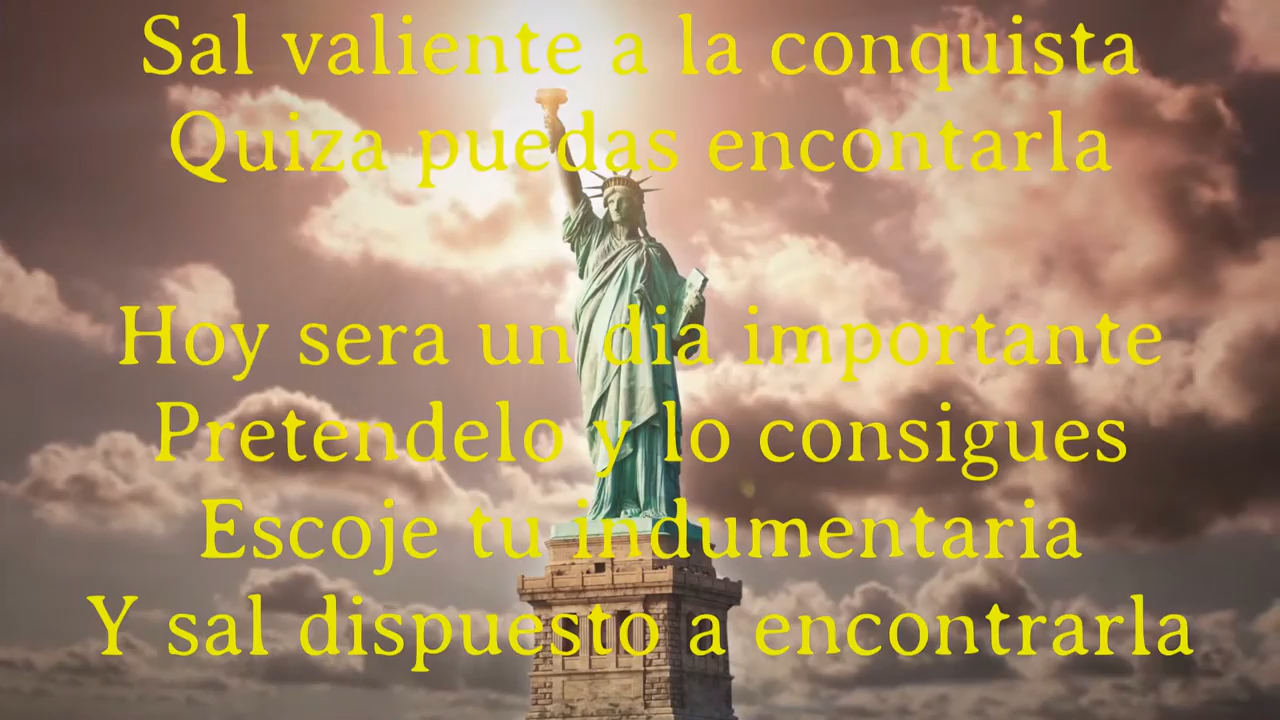 Sal valiente a la conquista
Quiza puedas encontarla
Hoy sera un dia importante
Pretendelo y lo consigues
Escoje tu indumentaria
Y sal dispuesto a encontrarla